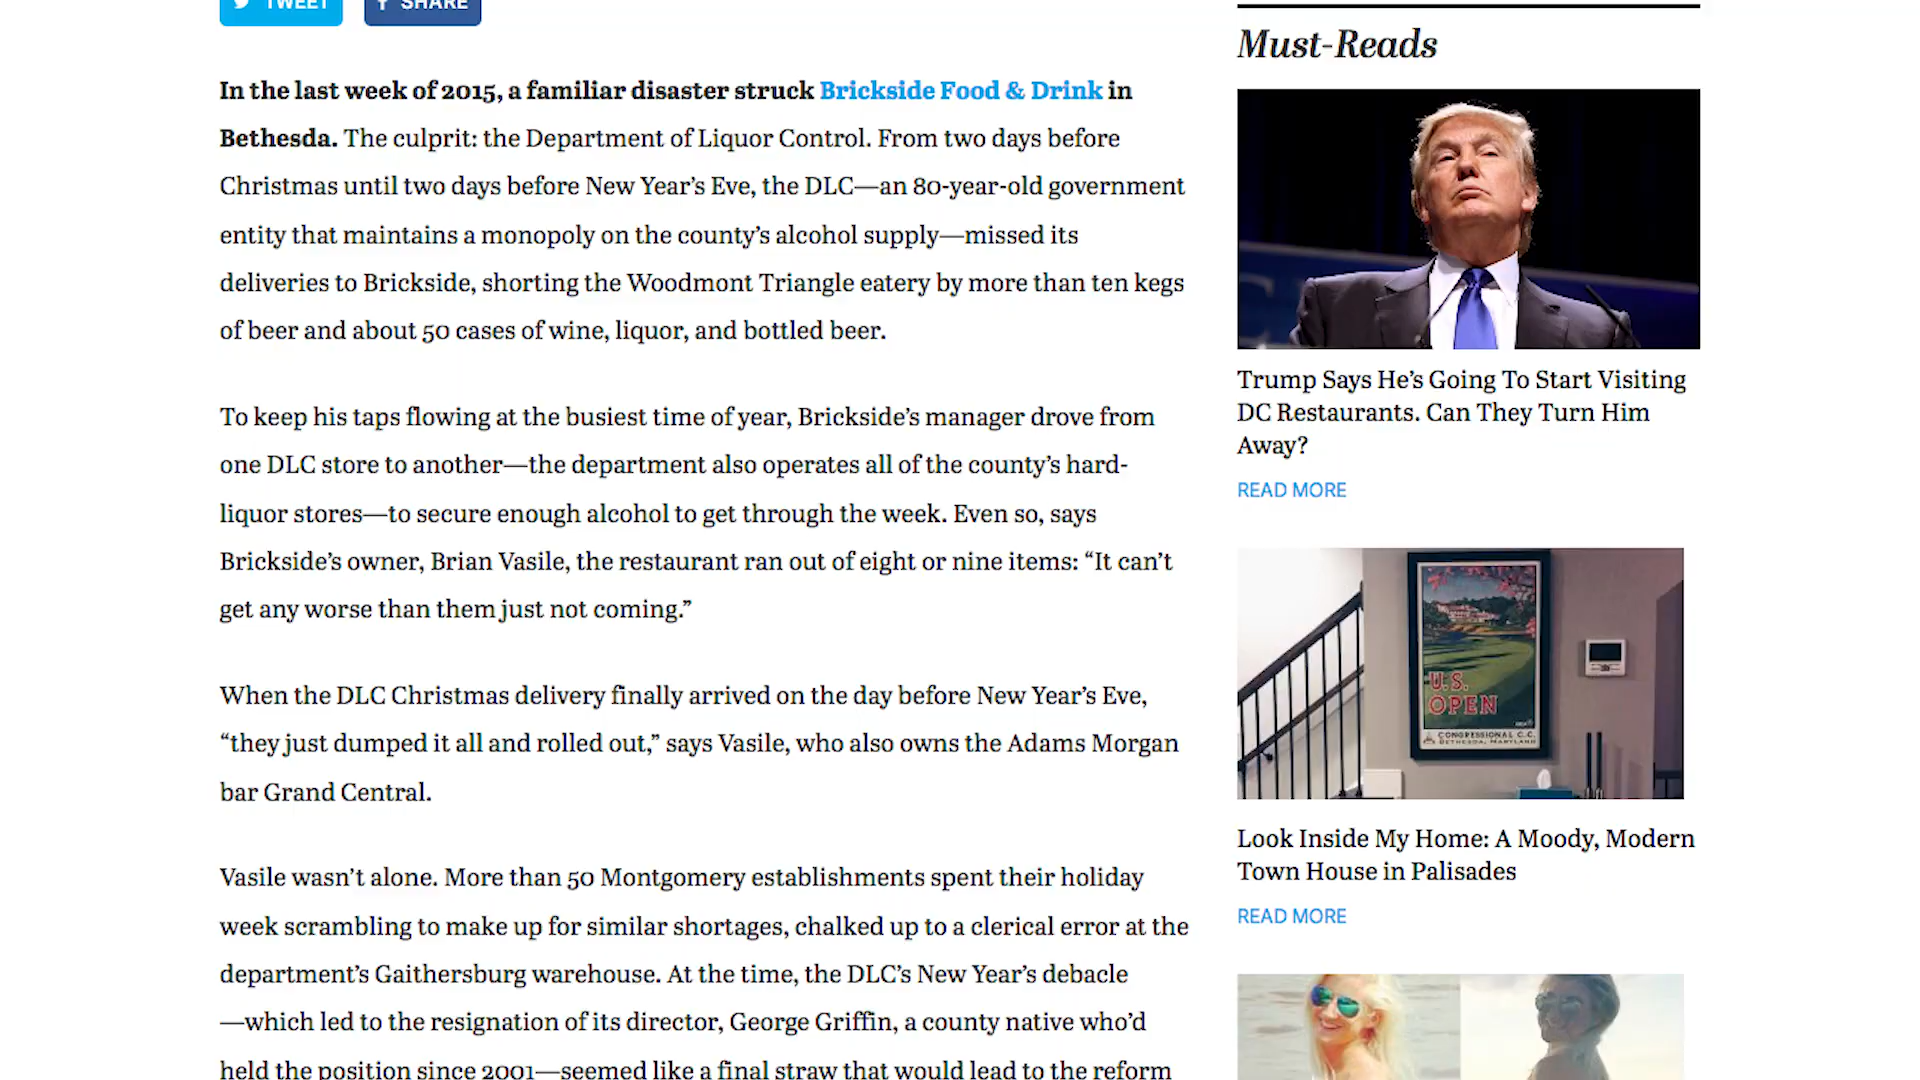 TWEET
SHARE
In the last week of 2015, a familiar disaster struck Brickside Food & Drink in
Bethesda. The culprit: the Department of Liquor Control. From two days before
Christmas until two days before New Year’s Eve, the DLC—an 80-year-old government
entity that maintains a monopoly on the county’s alcohol supply—missed its
deliveries to Brickside, shorting the Woodmont Triangle eatery by more than ten kegs
of beer and about 50 cases of wine, liquor, and bottled beer.
To keep his taps flowing at the busiest time of year, Brickside’s manager drove from
one DLC store to another—the department also operates all of the county’s hard-
liquor stores—to secure enough alcohol to get through the week. Even so, says
Brickside’s owner, Brian Vasile, the restaurant ran out of eight or nine items: “It can’t
get any worse than them just not coming.”
When the DLC Christmas delivery finally arrived on the day before New Year’s Eve,
“they just dumped it all and rolled out,” says Vasile, who also owns the Adams Morgan
bar Grand Central.
Vasile wasn’t alone. More than 50 Montgomery establishments spent their holiday
week scrambling to make up for similar shortages, chalked up to a clerical error at the
department’s Gaithersburg warehouse. At the time, the DLC’s New Year’s debacle
—which led to the resignation of its director, George Griffin, a county native who’d
held the position since 2001—seemed like a final straw that would lead to the reform
Must-Reads
Trump Says He’s Going To Start Visiting
DC Restaurants. Can They Turn Him
Away?
READ MORE
U.S.
OPEN
CONGRESSIONAL C.C.
BETHESDA, MARYLAND
Look Inside My Home: A Moody, Modern
Town House in Palisades
READ MORE